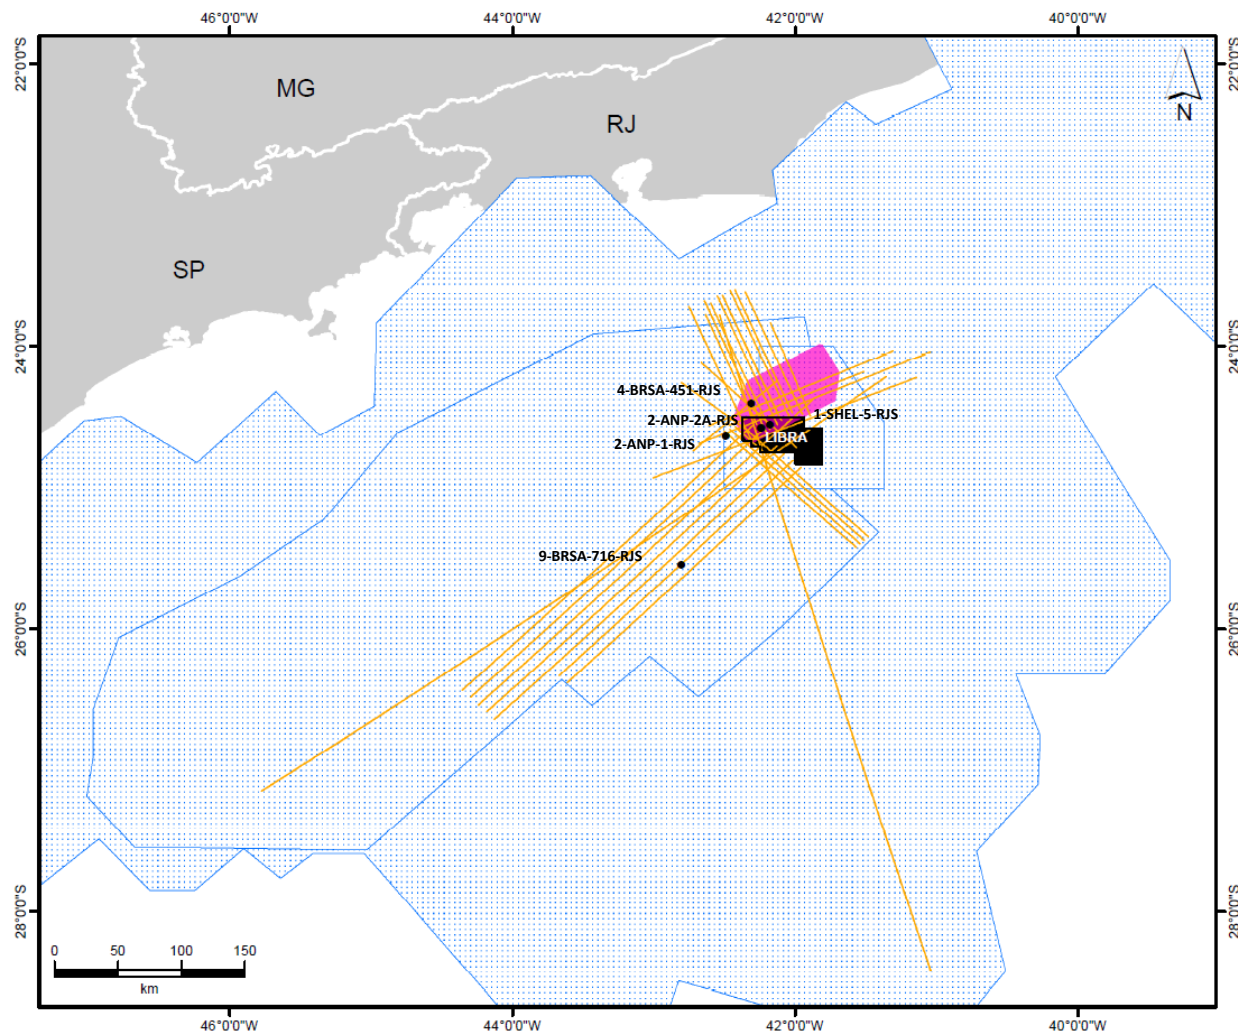 46°0'0"W
44°0'0"W
42°0'0"W
40°0'0"W
22°0'0"S
22°0'0"S
MG
RJ
N
SP
24°0'0"S
24°0'0"S
4-BRSA-451-RJS
1-SHEL-5-RJS
2-ANP-2A-RJS
LIBRA
2-ANP-1-RJS
9-BRSA-716-RJS
26°0'0"S
26°0'0"S
28°0'0"S
28°0'0"S
0 50 100 150
km
46°0'0"W
44°0'0"W
42°0'0"W
40°0'0"W